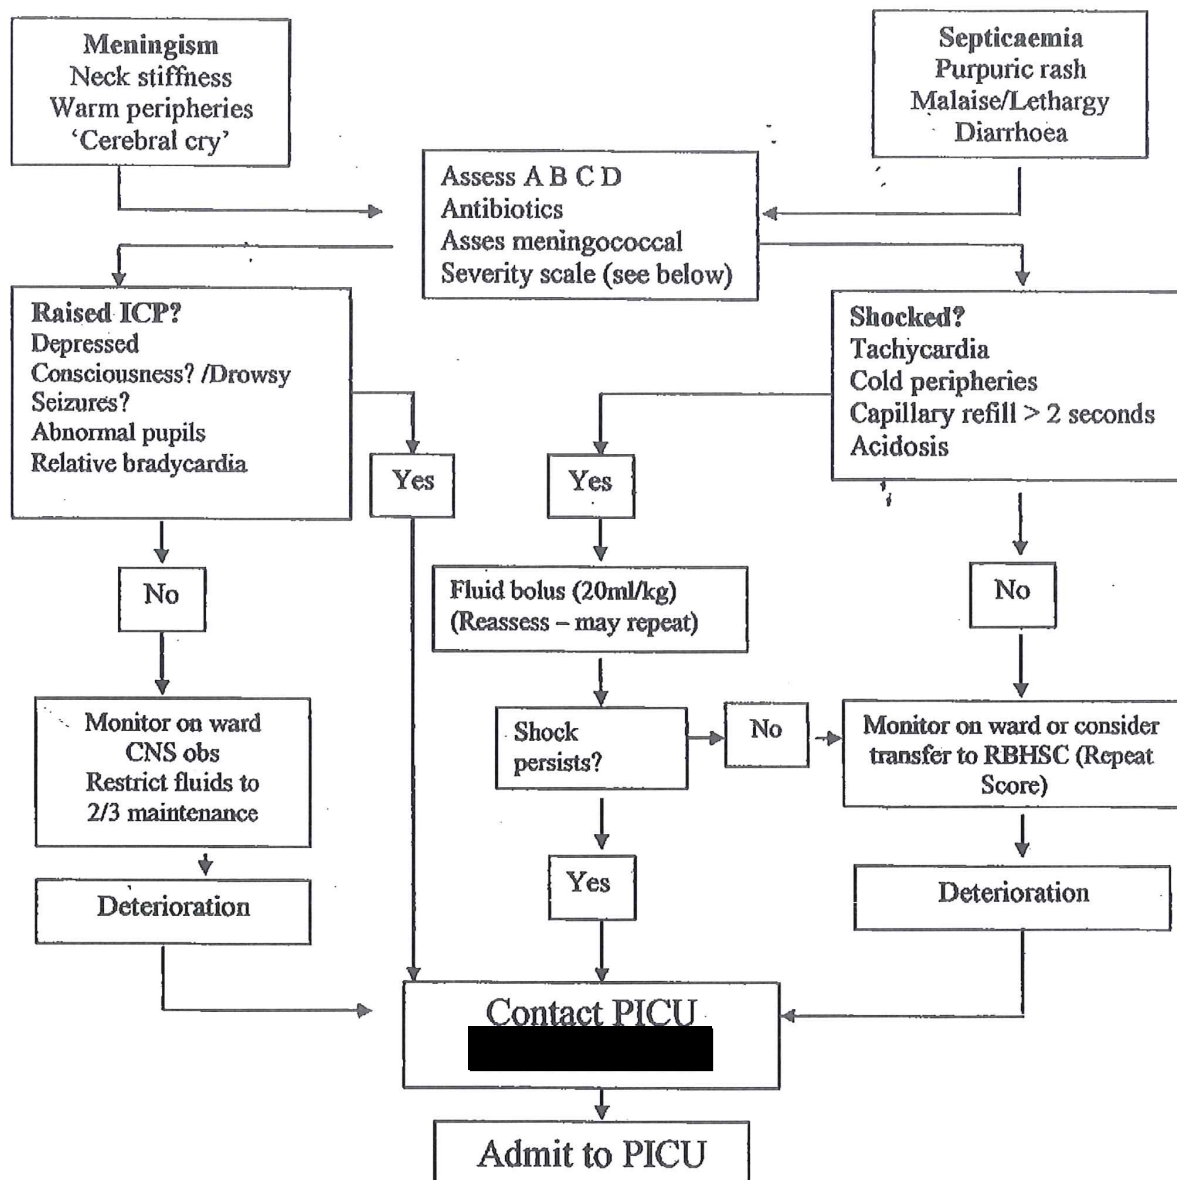 Meningism
Neck stiffness
Warm peripheries
‘Cerebral cry’
Septicaemia
Purpuric rash
Malaise/Lethargy
Diarrhoea
Assess A B C D
Antibiotics
Asses meningococcal
Severity scale (see below)
Raised ICP?
Depressed
Consciousness? /Drowsy
Seizures?
Abnormal pupils
Relative bradycardia
Shocked?
Tachycardia
Cold peripheries
Capillary refill > 2 seconds
Acidosis
Yes
Yes
No
Fluid bolus (20ml/kg)
(Reassess – may repeat)
No
Monitor on ward
CNS obs
Restrict fluids to
2/3 maintenance
Shock
persists?
No
Monitor on ward or consider
transfer to RBHSC (Repeat
Score)
Deterioration
Yes
Deterioration
Contact PICU
Admit to PICU